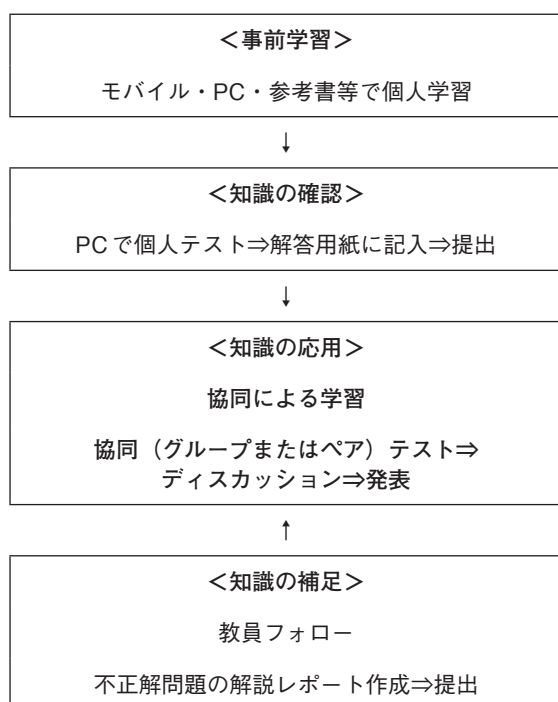 ＜事前学習＞
モバイル・PC・参考書等で個人学習
↓
＜知識の確認＞
PCで個人テスト⇒解答用紙に記入⇒提出
↓
＜知識の応用＞
協同による学習
協同（グループまたはペア）テスト⇒
ディスカッション⇒発表
↑
＜知識の補足＞
教員フォロー
不正解問題の解説レポート作成⇒提出